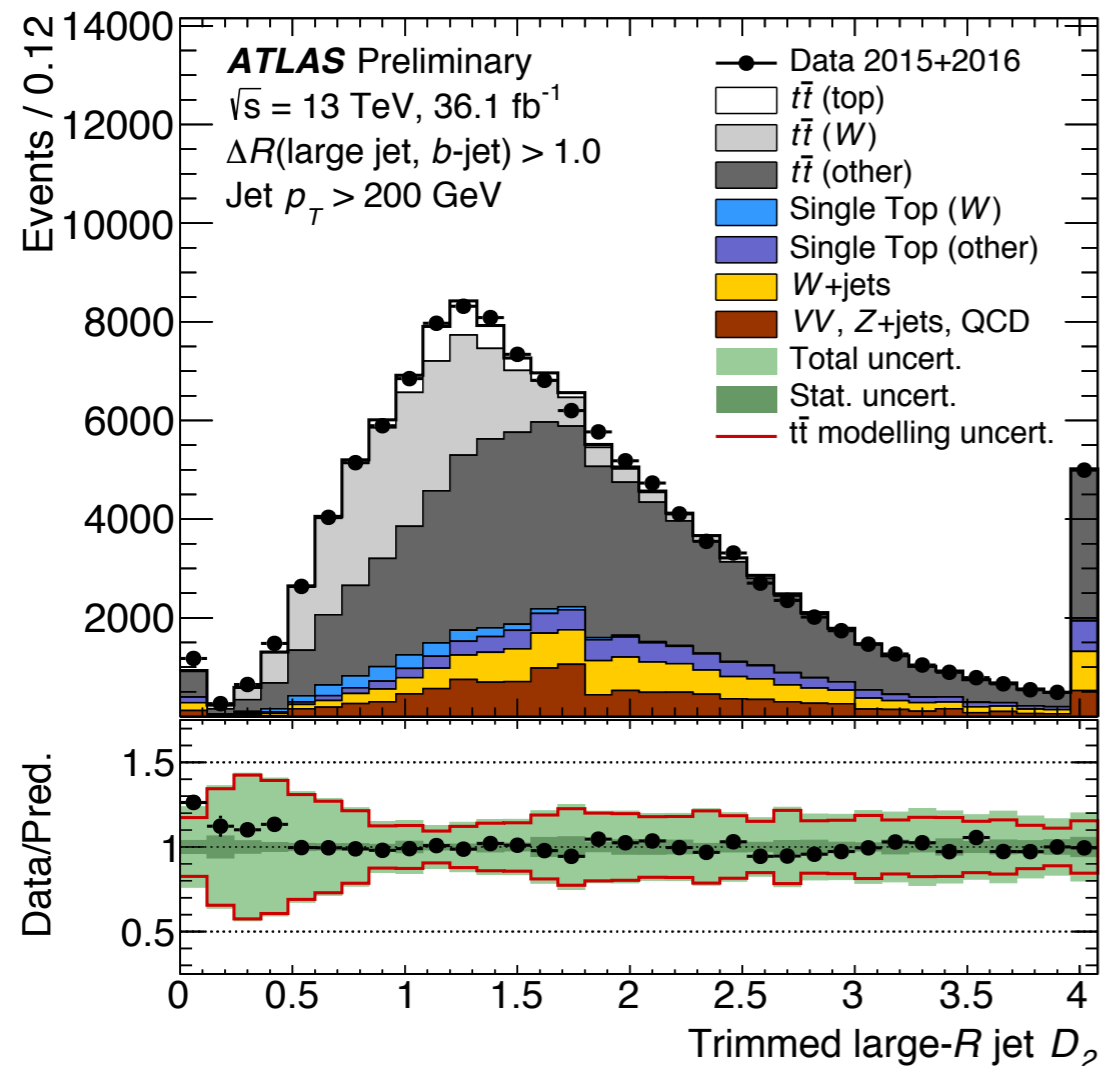 Events / 0.12
14000
12000
10000
8000
6000
4000
2000
ATLAS Preliminary
√s = 13 TeV, 36.1 fb⁻¹
ΔR(large jet, b-jet) > 1.0
Jet p_T > 200 GeV
Data 2015+2016
tt̄ (top)
tt̄ (W)
tt̄ (other)
Single Top (W)
Single Top (other)
W+jets
VV, Z+jets, QCD
Total uncert.
Stat. uncert.
tt̄ modelling uncert.
Data/Pred.
1.5
1
0.5
0 0.5 1 1.5 2 2.5 3 3.5 4
Trimmed large-R jet D₂